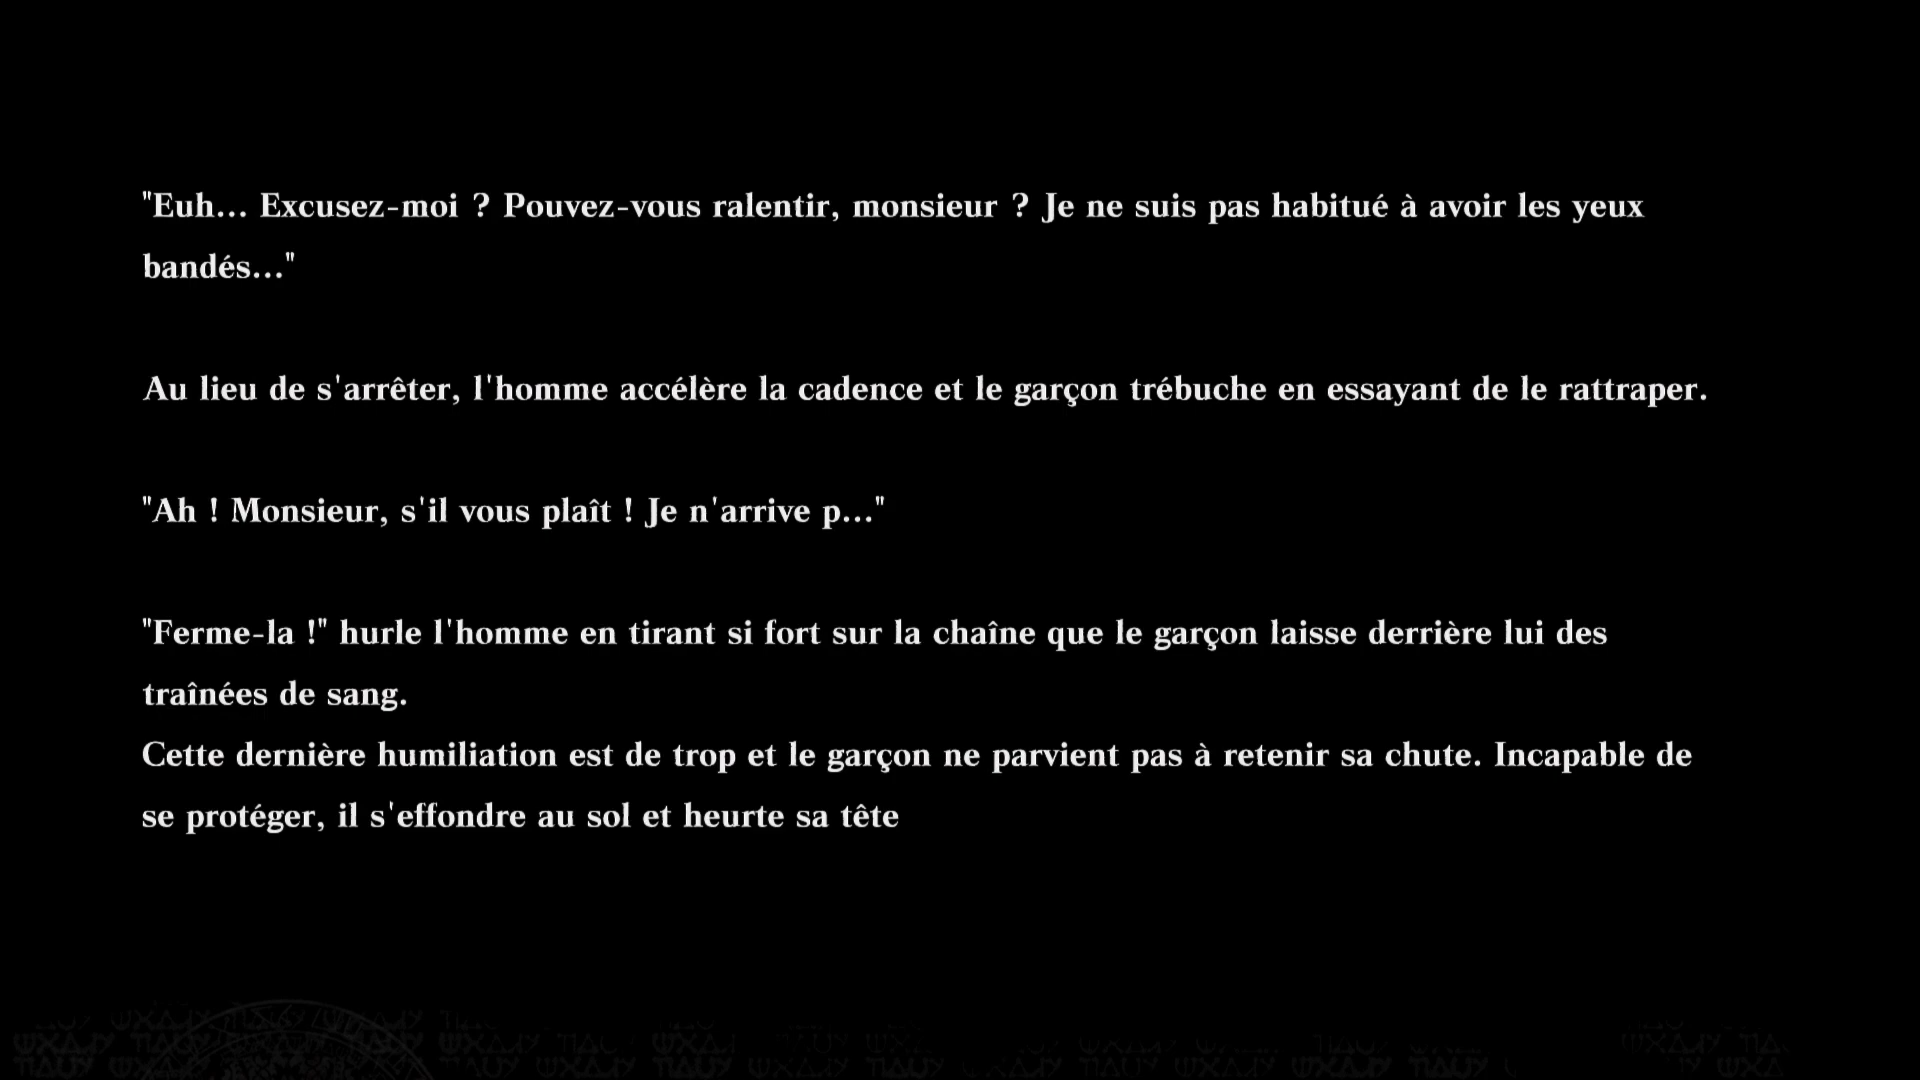 "Euh... Excusez-moi ? Pouvez-vous ralentir, monsieur ? Je ne suis pas habitué à avoir les yeux
bandés..."
Au lieu de s'arrêter, l'homme accélère la cadence et le garçon trébuche en essayant de le rattraper.
"Ah ! Monsieur, s'il vous plaît ! Je n'arrive p..."
"Ferme-la !" hurle l'homme en tirant si fort sur la chaîne que le garçon laisse derrière lui des
traînées de sang.
Cette dernière humiliation est de trop et le garçon ne parvient pas à retenir sa chute. Incapable de
se protéger, il s'effondre au sol et heurte sa tête